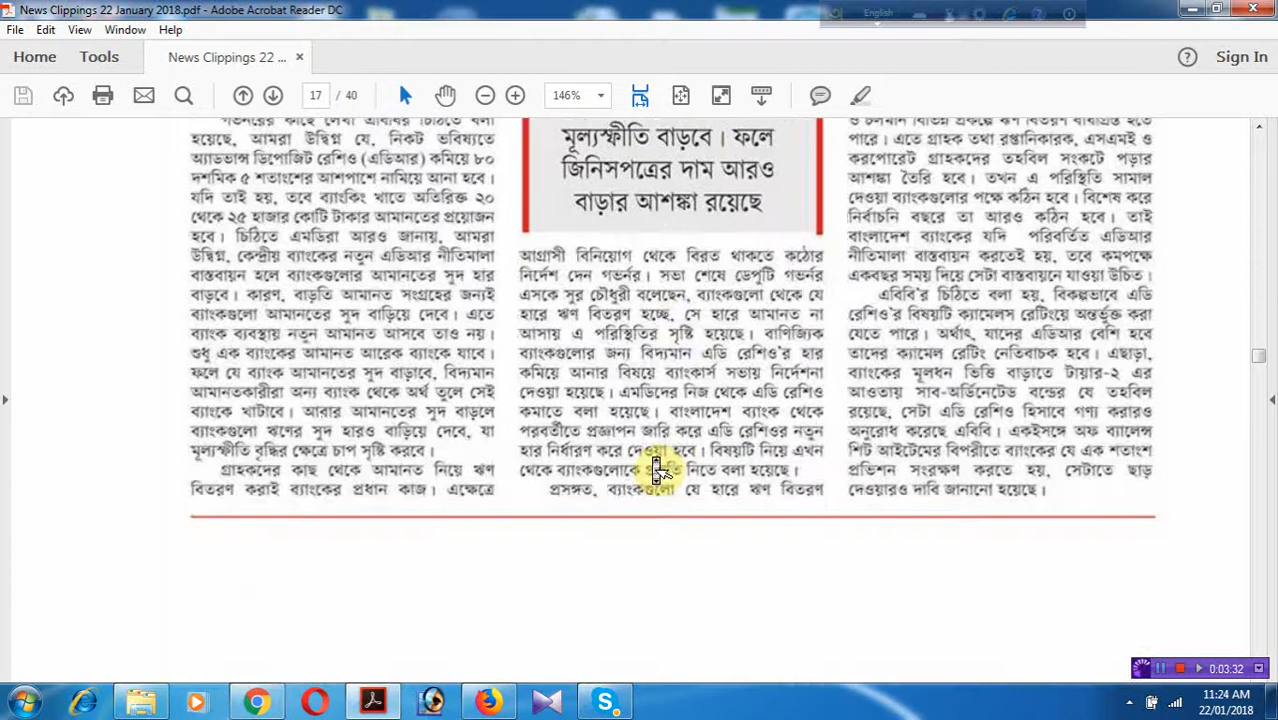 News Clippings 22 January 2018.pdf - Adobe Acrobat Reader DC
English
File Edit View Window Help
Home Tools News Clippings 22 ... × Sign In
17 / 40 146%
গভর্নরের কাছে লেখা এবিবির চিঠিতে বলা
হয়েছে, আমরা উদ্বিগ্ন যে, নিকট ভবিষ্যতে
অ্যাডভান্স ডিপোজিট রেশিও (এডিআর) কমিয়ে ৮০
দশমিক ৫ শতাংশের আশপাশে নামিয়ে আনা হবে।
যদি তাই হয়, তবে ব্যাংকিং খাতে অতিরিক্ত ২০
থেকে ২৫ হাজার কোটি টাকার আমানতের প্রয়োজন
হবে। চিঠিতে এমডিরা আরও জানায়, আমরা
উদ্বিগ্ন, কেন্দ্রীয় ব্যাংকের নতুন এডিআর নীতিমালা
বাস্তবায়ন হলে ব্যাংকগুলোর আমানতের সুদ হার
বাড়বে। কারণ, বাড়তি আমানত সংগ্রহের জন্যই
ব্যাংকগুলো আমানতের সুদ বাড়িয়ে দেবে। এতে
ব্যাংক ব্যবস্থায় নতুন আমানত আসবে তাও নয়।
শুধু এক ব্যাংকের আমানত আরেক ব্যাংকে যাবে।
ফলে যে ব্যাংক আমানতের সুদ বাড়াবে, বিদ্যমান
আমানতকারীরা অন্য ব্যাংক থেকে অর্থ তুলে সেই
ব্যাংকে খাটাবে। আবার আমানতের সুদ বাড়লে
ব্যাংকগুলো ঋণের সুদ হারও বাড়িয়ে দেবে, যা
মূল্যস্ফীতি বৃদ্ধির ক্ষেত্রে চাপ সৃষ্টি করবে।
গ্রাহকদের কাছ থেকে আমানত নিয়ে ঋণ
বিতরণ করাই ব্যাংকের প্রধান কাজ। এক্ষেত্রে
মূল্যস্ফীতি বাড়বে। ফলে
জিনিসপত্রের দাম আরও
বাড়ার আশঙ্কা রয়েছে
আগ্রাসী বিনিয়োগ থেকে বিরত থাকতে কঠোর
নির্দেশ দেন গভর্নর। সভা শেষে ডেপুটি গভর্নর
এসকে সুর চৌধুরী বলেছেন, ব্যাংকগুলো থেকে যে
হারে ঋণ বিতরণ হচ্ছে, সে হারে আমানত না
আসায় এ পরিস্থিতির সৃষ্টি হয়েছে। বাণিজ্যিক
ব্যাংকগুলোর জন্য বিদ্যমান এডি রেশিও'র হার
কমিয়ে আনার বিষয়ে ব্যাংকার্স সভায় নির্দেশনা
দেওয়া হয়েছে। এমডিদের নিজ থেকে এডি রেশিও
কমাতে বলা হয়েছে। বাংলাদেশ ব্যাংক থেকে
পরবর্তীতে প্রজ্ঞাপন জারি করে এডি রেশিওর নতুন
হার নির্ধারণ করে দেওয়া হবে। বিষয়টি নিয়ে এখন
থেকে ব্যাংকগুলোকে নিতে বলা হয়েছে।
প্রসঙ্গত, ব্যাংকগুলো যে হারে ঋণ বিতরণ
ও চলমান বিভিন্ন প্রকল্পে ঋণ বিতরণ বাধাগ্রস্ত হতে
পারে। এতে গ্রাহক তথা রপ্তানিকারক, এসএমই ও
করপোরেট গ্রাহকদের তহবিল সংকটে পড়ার
আশঙ্কা তৈরি হবে। তখন এ পরিস্থিতি সামাল
দেওয়া ব্যাংকগুলোর পক্ষে কঠিন হবে। বিশেষ করে
নির্বাচনি বছরে তা আরও কঠিন হবে। তাই
বাংলাদেশ ব্যাংকের যদি পরিবর্তিত এডিআর
নীতিমালা বাস্তবায়ন করতেই হয়, তবে কমপক্ষে
একবছর সময় দিয়ে সেটা বাস্তবায়নে যাওয়া উচিত।
এবিবি'র চিঠিতে বলা হয়, বিকল্পভাবে এডি
রেশিও'র বিষয়টি ক্যামেলস রেটিংয়ে অন্তর্ভুক্ত করা
যেতে পারে। অর্থাৎ, যাদের এডিআর বেশি হবে
তাদের ক্যামেল রেটিং নেতিবাচক হবে। এছাড়া,
ব্যাংকের মূলধন ভিত্তি বাড়াতে টায়ার-২ এর
আওতায় সাব-অর্ডিনেটেড বন্ডের যে তহবিল
রয়েছে, সেটা এডি রেশিও হিসাবে গণ্য করারও
অনুরোধ করেছে এবিবি। একইসঙ্গে অফ ব্যালেন্স
শিট আইটেমের বিপরীতে ব্যাংকের যে এক শতাংশ
প্রভিশন সংরক্ষণ করতে হয়, সেটাতে ছাড়
দেওয়ারও দাবি জানানো হয়েছে।
0:03:32
11:24 AM
22/01/2018